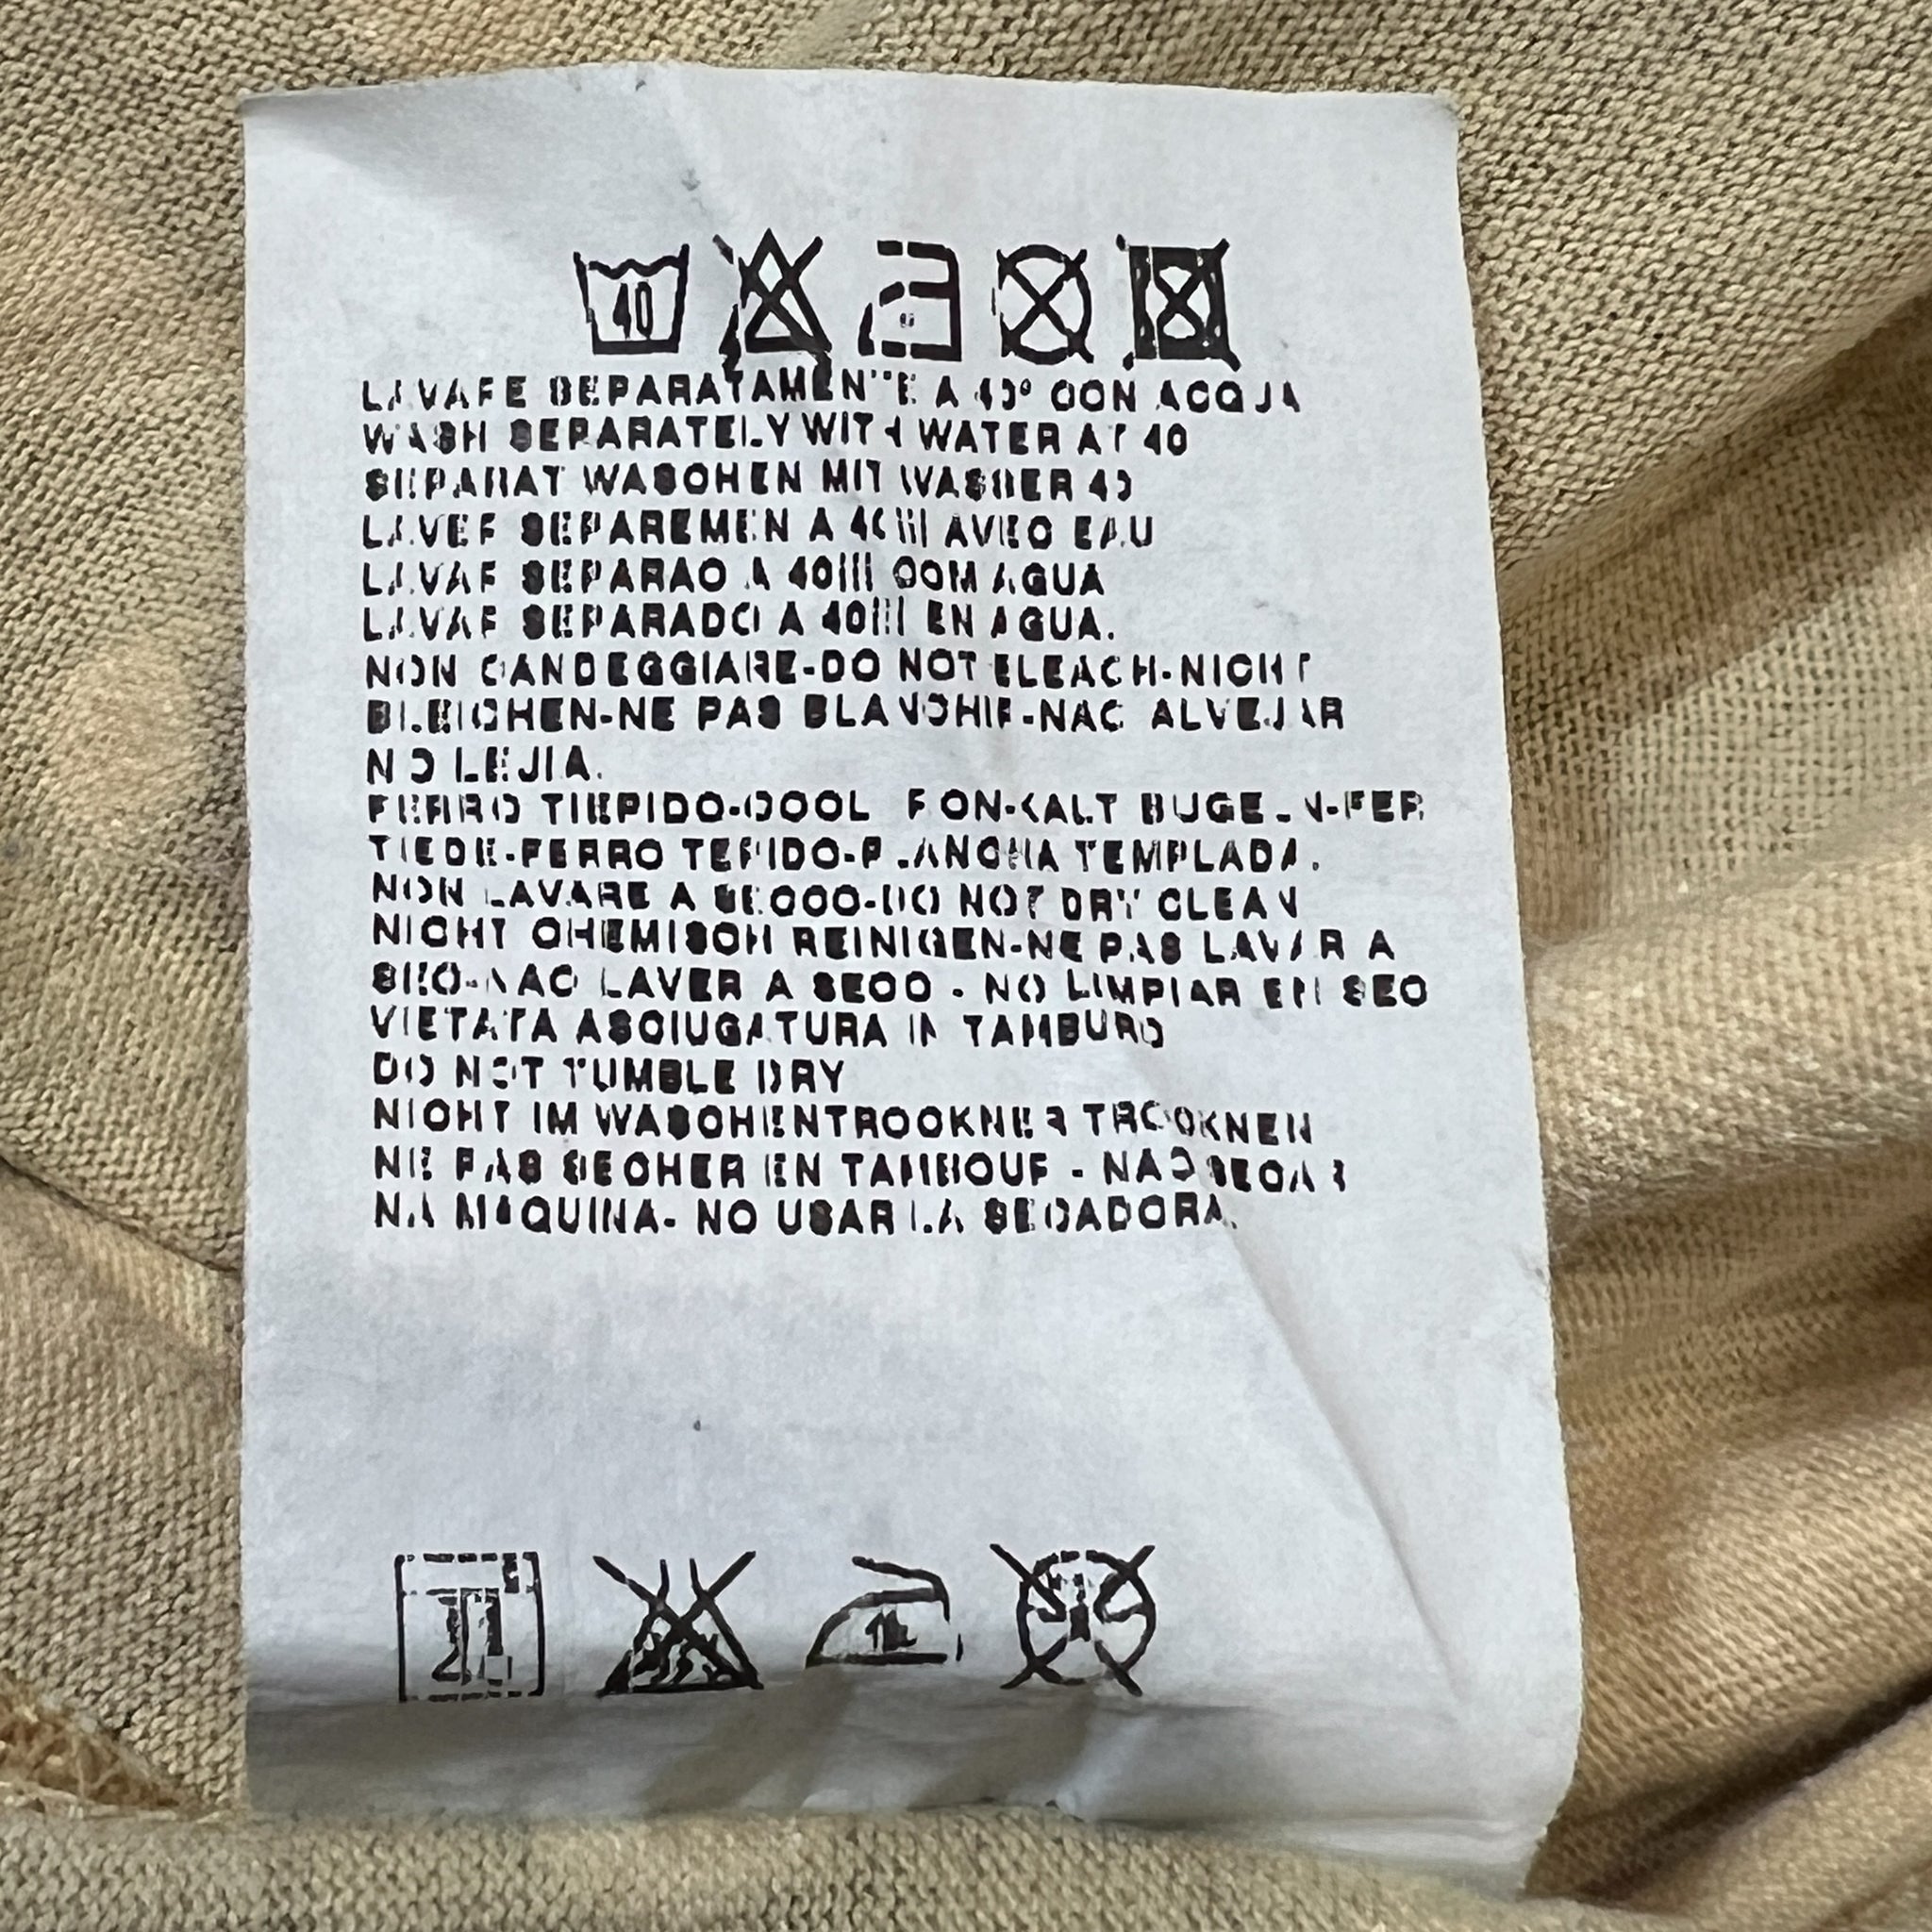 40
LAVARE SEPARATAMENTE A 40° CON ACQUA
WASH SEPARATELY WITH WATER AT 40
SEPARAT WASCHEN MIT WASSER 40
LAVER SEPAREMEN A 40 AVEC EAU
LAVAR SEPARAO A 40 COM AGUA
LAVAR SEPARADO A 40 EN AGUA.
NON CANDEGGIARE-DO NOT BLEACH-NICHT
BLEICHEN-NE PAS BLANCHIR-NAO ALVEJAR
NO LEJIA.
FERRO TIEPIDO-COOL IRON-KALT BUGELN-FER
TIEDE-FERRO TEPIDO-PLANCHA TEMPLADA.
NON LAVARE A SECCO-DO NOT DRY CLEAN
NICHT CHEMISCH REINIGEN-NE PAS LAVAR A
SEC-NAO LAVER A SECO - NO LIMPIAR EN SEC
VIETATA ASCIUGATURA IN TAMBURO
DO NOT TUMBLE DRY
NICHT IM WASCHENTROCKNER TROCKNEN
NE PAS SECHER EN TAMBOUR - NAO SECAR
NA MAQUINA- NO USAR LA SECADORA.